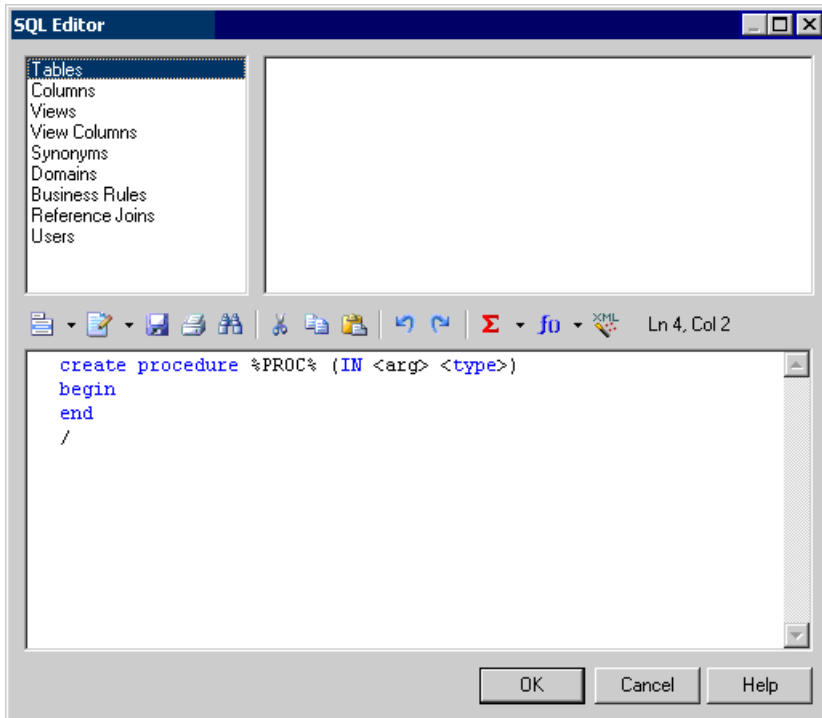 SQL Editor
Tables
Columns
Views
View Columns
Synonyms
Domains
Business Rules
Reference Joins
Users
Σ f() XML Ln 4, Col 2
create procedure %PROC% (IN <arg> <type>)
begin
end
/
OK Cancel Help